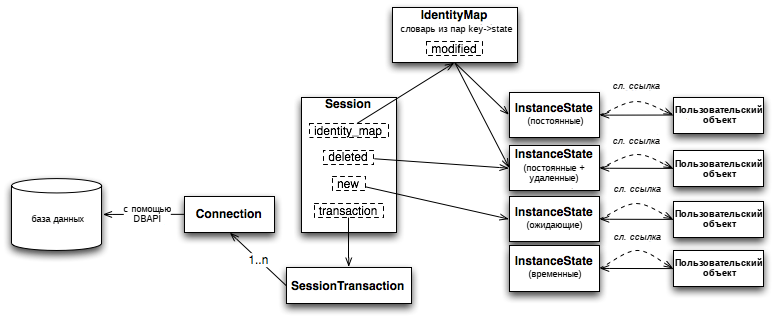 IdentityMap
словарь из пар key->state
modified
Session
identity_map
deleted
new
transaction
InstanceState
(постоянные)
сл. ссылка
Пользовательский
объект
InstanceState
(постоянные +
удаленные)
сл. ссылка
Пользовательский
объект
InstanceState
(ожидающие)
сл. ссылка
Пользовательский
объект
InstanceState
(временные)
сл. ссылка
Пользовательский
объект
база данных
с помощью
DBAPI
Connection
1..n
SessionTransaction